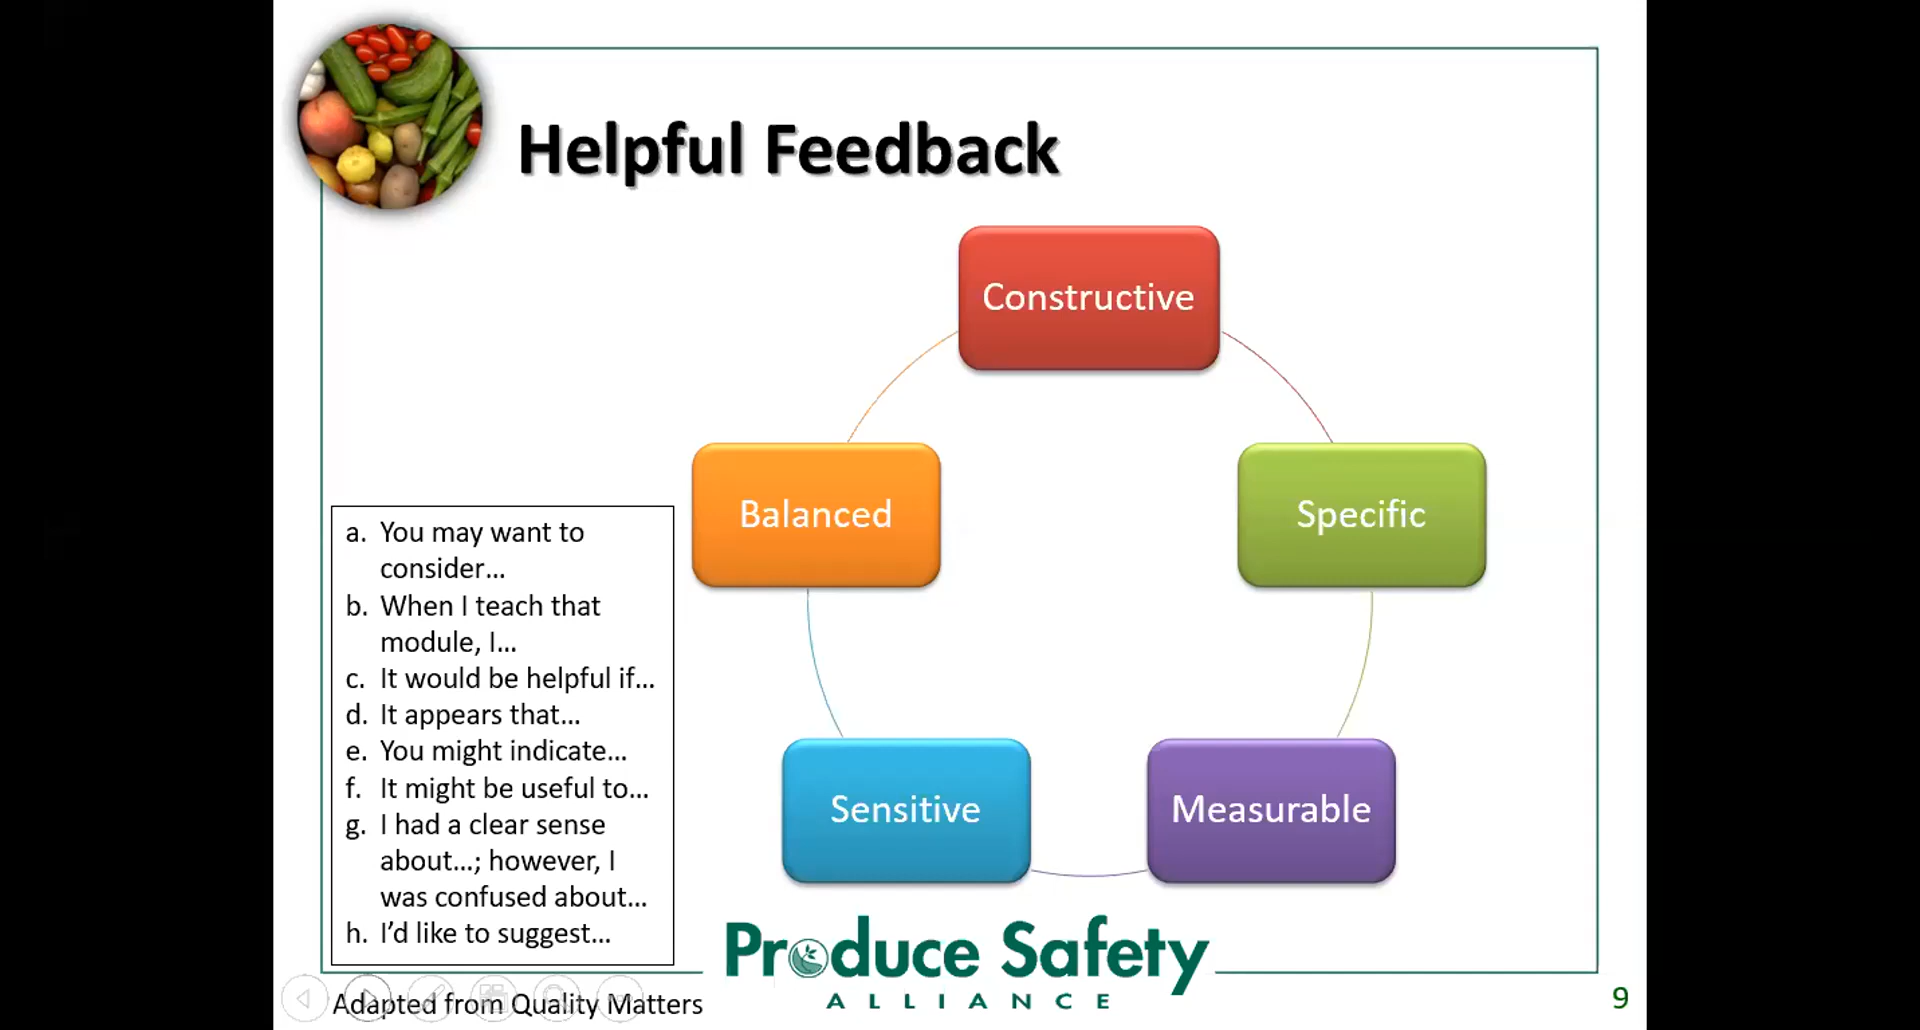 Helpful Feedback
Constructive
Balanced
Specific
Sensitive
Measurable
a. You may want to
consider...
b. When I teach that
module, I...
c. It would be helpful if...
d. It appears that...
e. You might indicate...
f. It might be useful to...
g. I had a clear sense
about...; however, I
was confused about...
h. I’d like to suggest...
Produce Safety
ALLIANCE
Adapted from Quality Matters
9